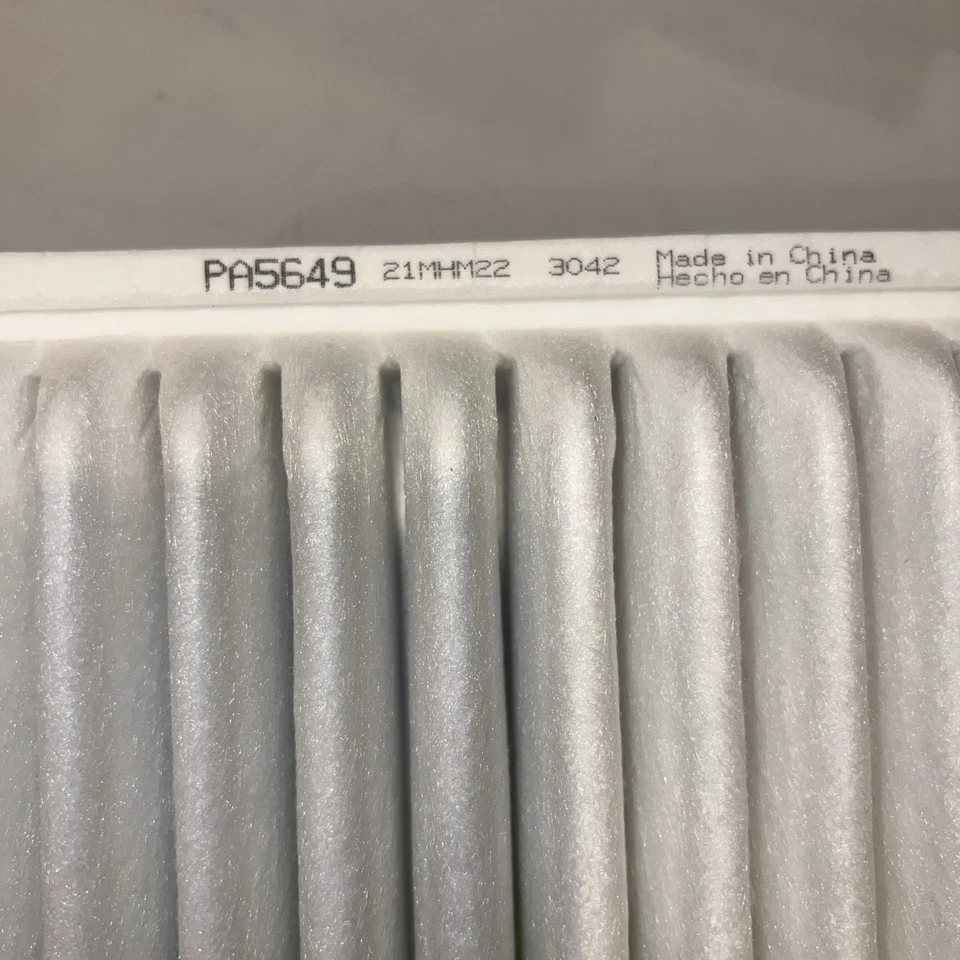 PA5649 21MHM22 3042 Made in China
Hecho en China